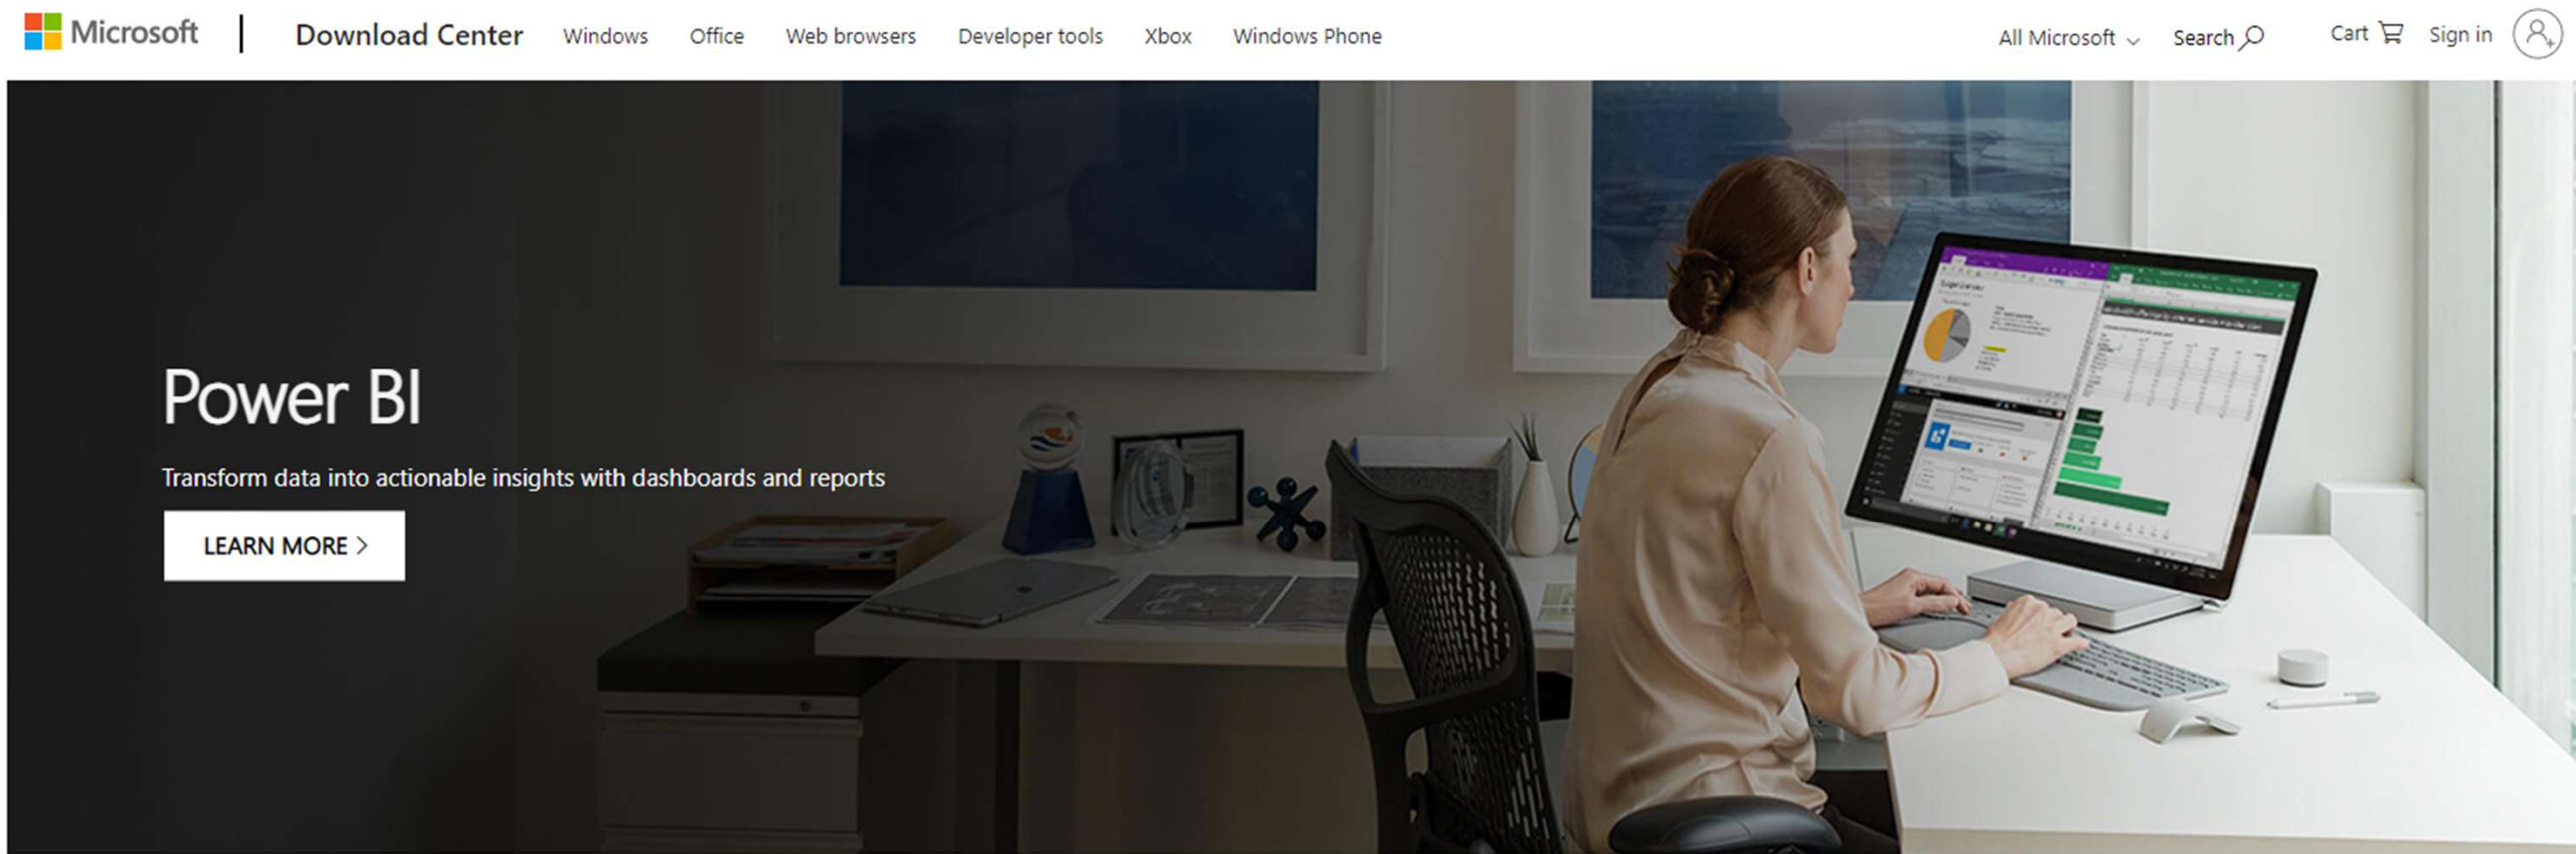 Microsoft | Download Center Windows Office Web browsers Developer tools Xbox Windows Phone All Microsoft Search Cart Sign in
Power BI
Transform data into actionable insights with dashboards and reports
LEARN MORE >